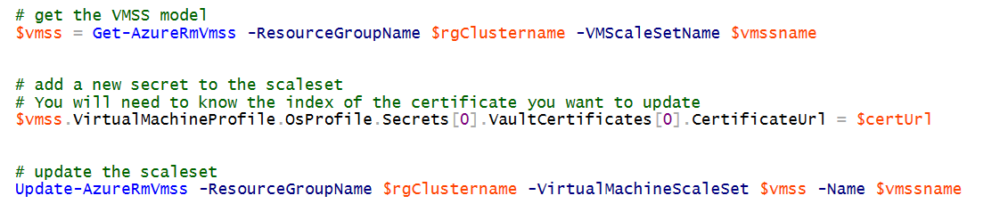 # get the VMSS model
$vmss = Get-AzureRmVmss -ResourceGroupName $rgClustername -VMScaleSetName $vmssname
# add a new secret to the scaleset
# You will need to know the index of the certificate you want to update
$vmss.VirtualMachineProfile.OsProfile.Secrets[0].VaultCertificates[0].CertificateUrl = $certUrl
# update the scaleset
Update-AzureRmVmss -ResourceGroupName $rgClustername -VirtualMachineScaleSet $vmss -Name $vmssname